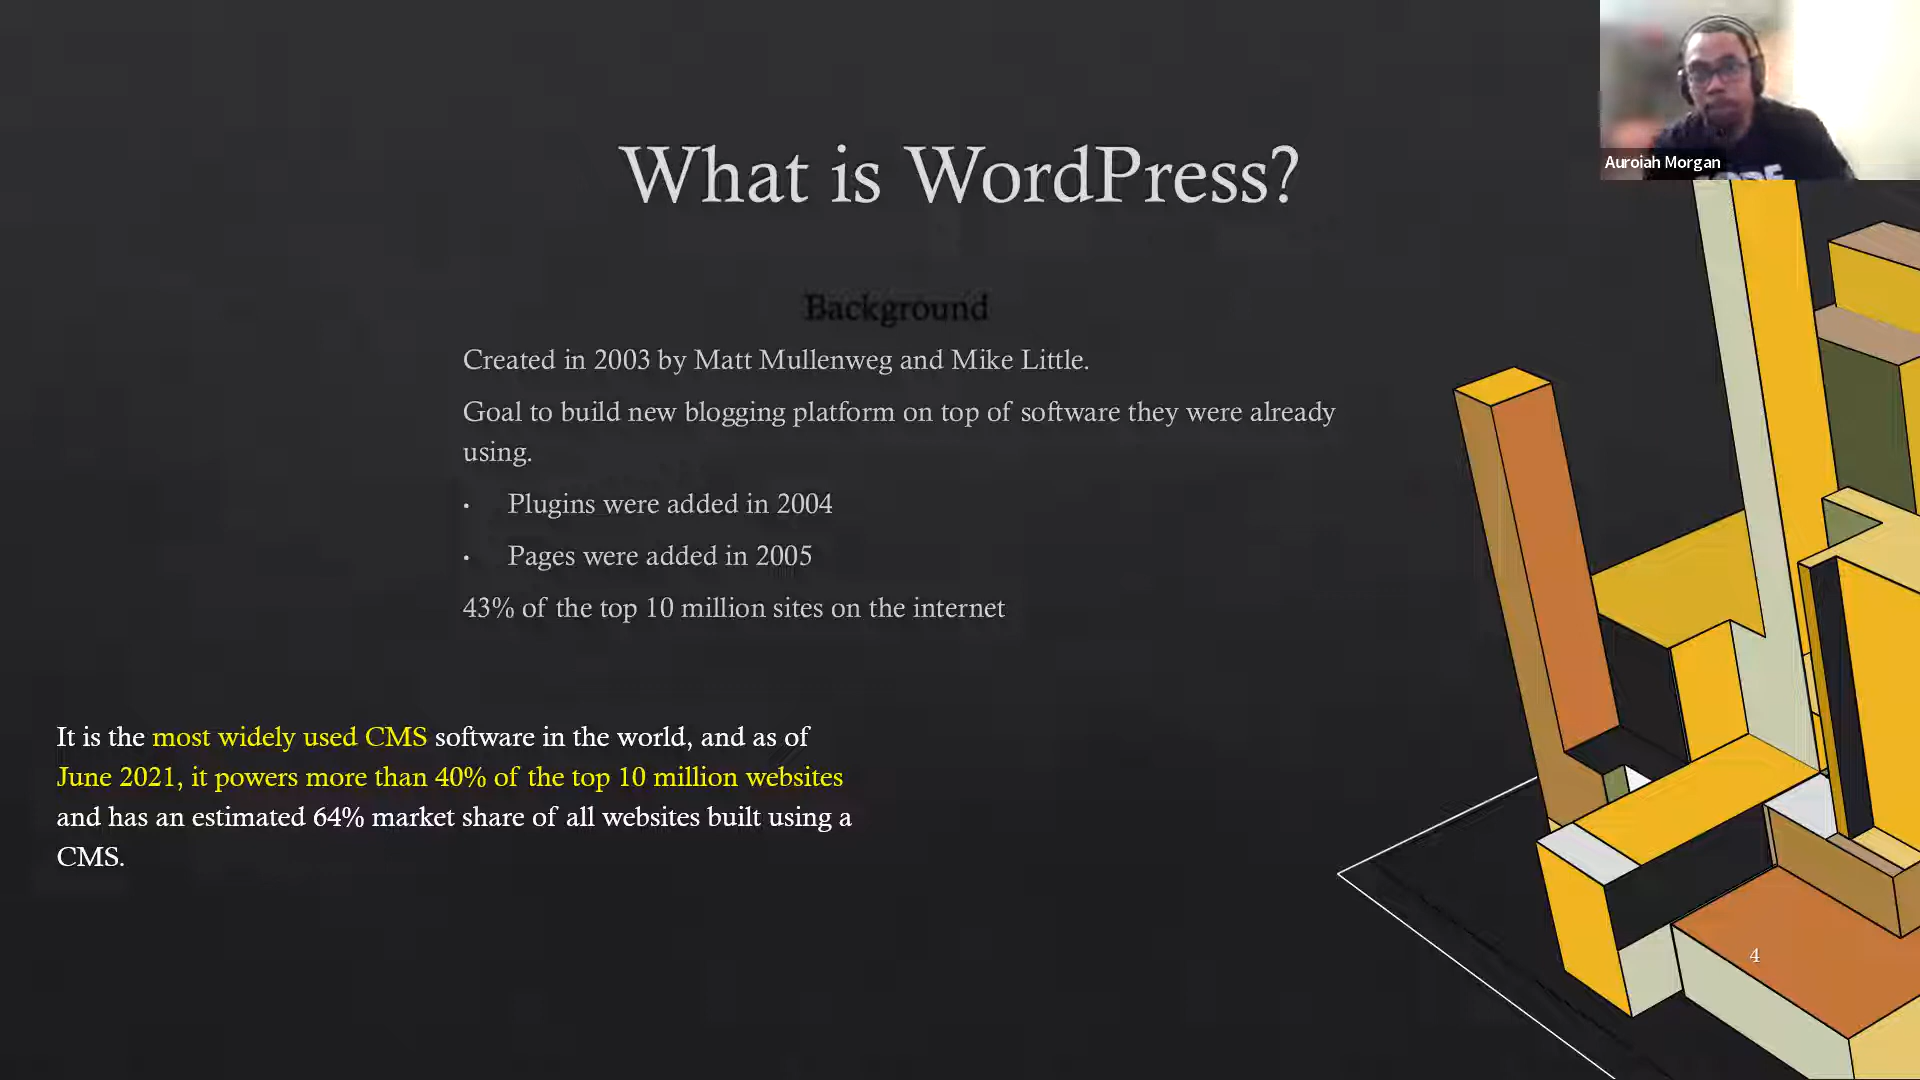 What is WordPress?
Auroiah Morgan
Background
Created in 2003 by Matt Mullenweg and Mike Little.
Goal to build new blogging platform on top of software they were already
using.
• Plugins were added in 2004
• Pages were added in 2005
43% of the top 10 million sites on the internet
It is the most widely used CMS software in the world, and as of
June 2021, it powers more than 40% of the top 10 million websites
and has an estimated 64% market share of all websites built using a
CMS.
4